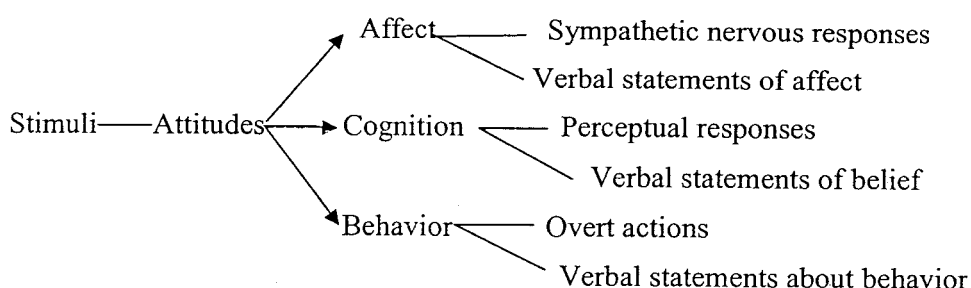 Affect Sympathetic nervous responses
Verbal statements of affect
Stimuli Attitudes Cognition Perceptual responses
Verbal statements of belief
Behavior Overt actions
Verbal statements about behavior